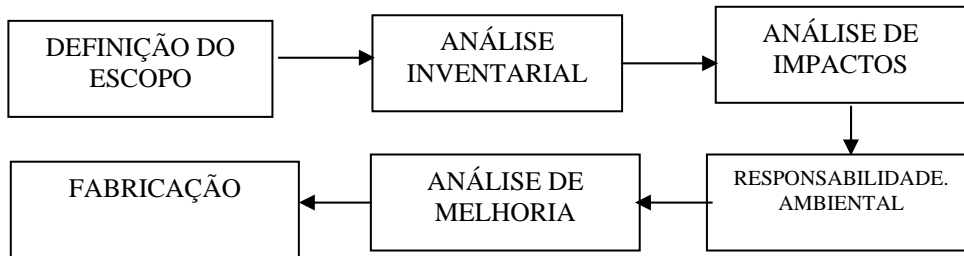 DEFINIÇÃO DO
ESCOPO
ANÁLISE
INVENTARIAL
ANÁLISE DE
IMPACTOS
RESPONSABILIDADE.
AMBIENTAL
ANÁLISE DE
MELHORIA
FABRICAÇÃO